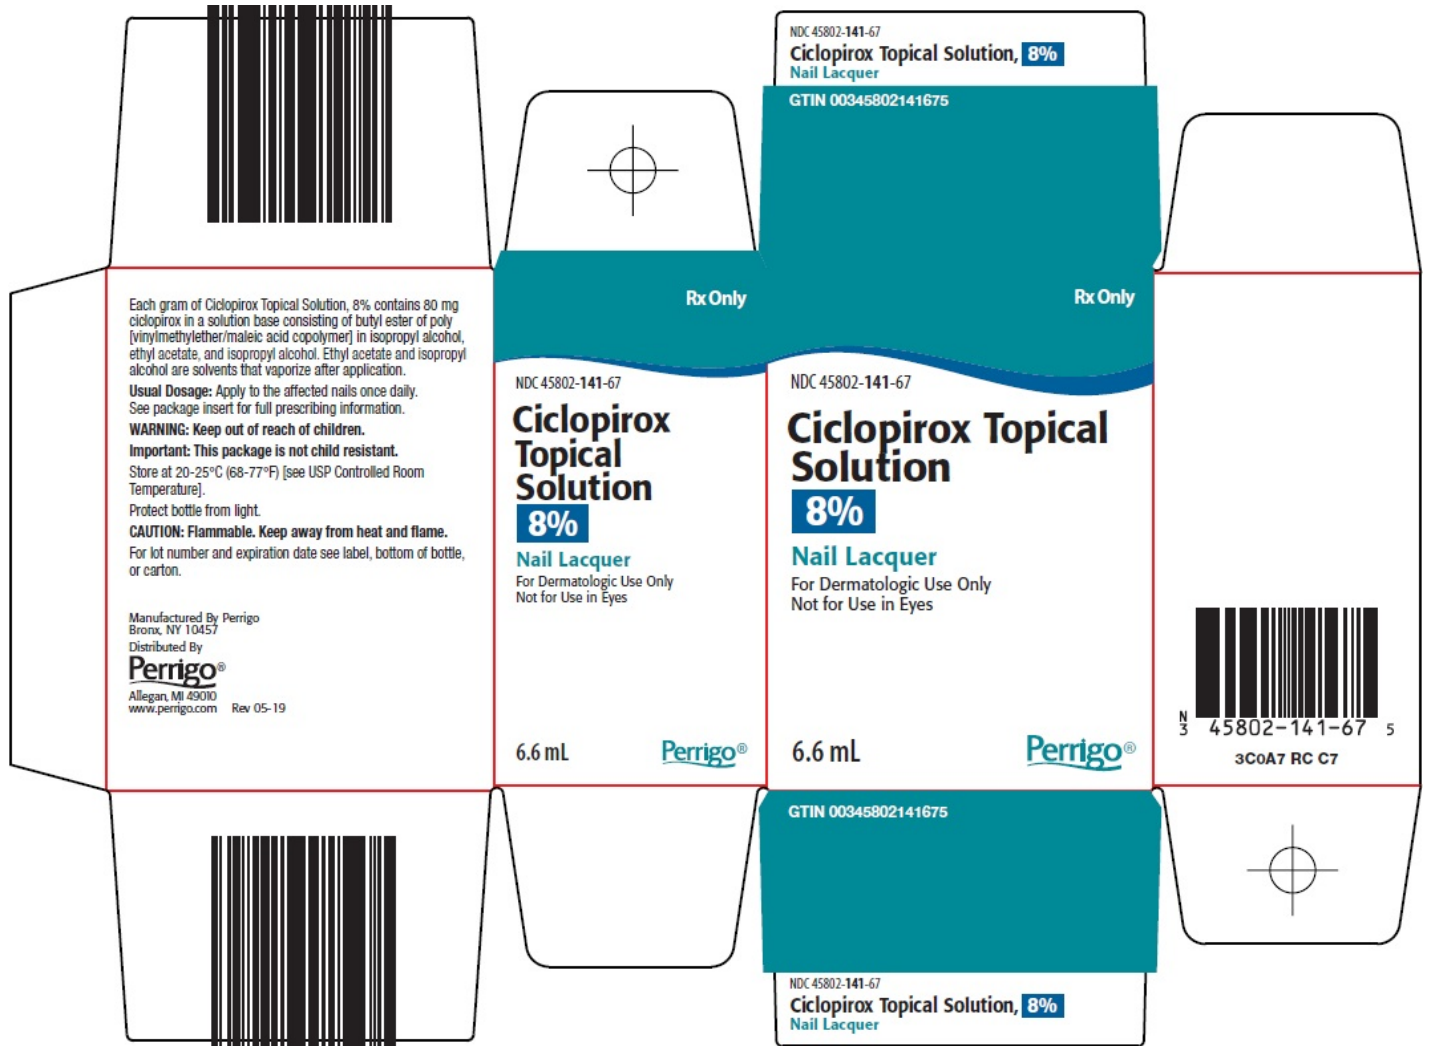 NDC 45802-141-67
Ciclopirox Topical Solution, 8%
Nail Lacquer
GTIN 00345802141675
Each gram of Ciclopirox Topical Solution, 8% contains 80 mg
ciclopirox in a solution base consisting of butyl ester of poly
[vinylmethylether/maleic acid copolymer] in isopropyl alcohol,
ethyl acetate, and isopropyl alcohol. Ethyl acetate and isopropyl
alcohol are solvents that vaporize after application.
Usual Dosage: Apply to the affected nails once daily.
See package insert for full prescribing information.
WARNING: Keep out of reach of children.
Important: This package is not child resistant.
Store at 20-25°C (68-77°F) [see USP Controlled Room
Temperature].
Protect bottle from light.
CAUTION: Flammable. Keep away from heat and flame.
For lot number and expiration date see label, bottom of bottle,
or carton.
Manufactured By Perrigo
Bronx, NY 10457
Distributed By
Perrigo®
Allegan, MI 49010
www.perrigo.com Rev 05-19
Rx Only
NDC 45802-141-67
Ciclopirox
Topical
Solution
8%
Nail Lacquer
For Dermatologic Use Only
Not for Use in Eyes
6.6 mL
Perrigo®
Rx Only
NDC 45802-141-67
Ciclopirox Topical
Solution
8%
Nail Lacquer
For Dermatologic Use Only
Not for Use in Eyes
6.6 mL
Perrigo®
N
3 45802-141-67 5
3C0A7 RC C7
GTIN 00345802141675
NDC 45802-141-67
Ciclopirox Topical Solution, 8%
Nail Lacquer